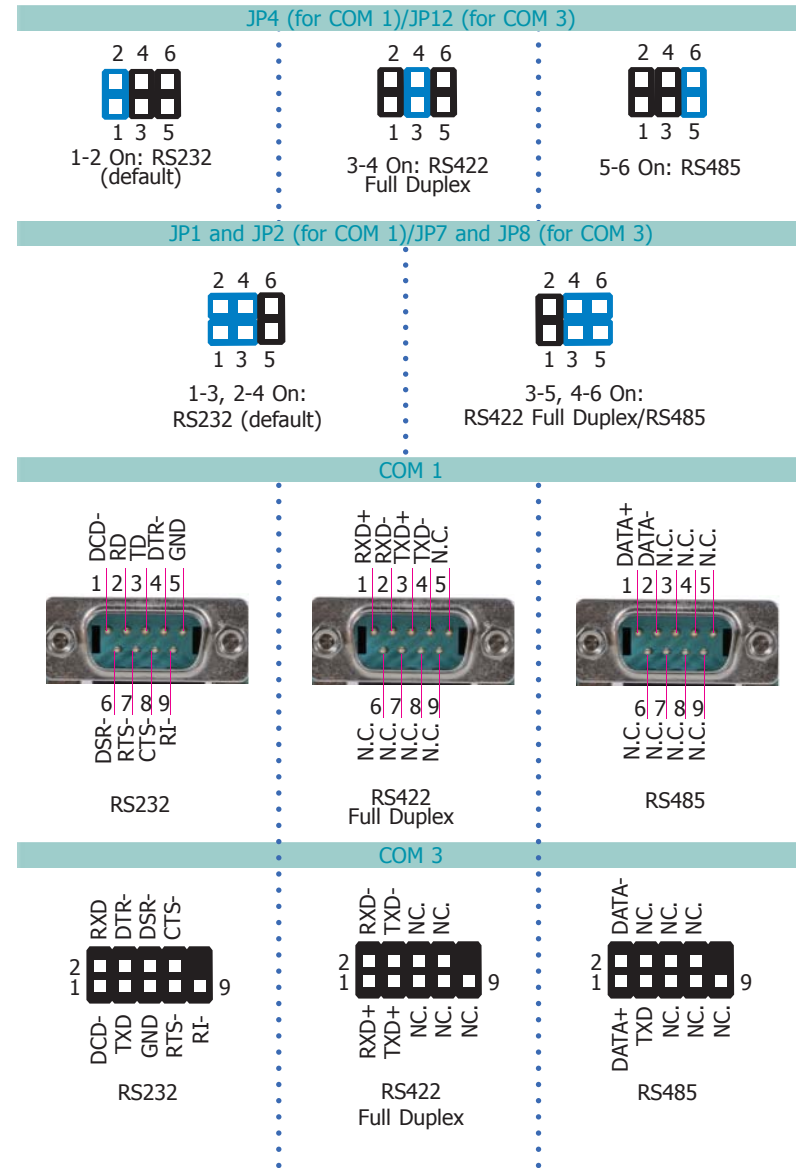 JP4 (for COM 1)/JP12 (for COM 3)
2 4 6
1 3 5
1-2 On: RS232
(default)
2 4 6
1 3 5
3-4 On: RS422
Full Duplex
2 4 6
1 3 5
5-6 On: RS485
JP1 and JP2 (for COM 1)/JP7 and JP8 (for COM 3)
2 4 6
1 3 5
1-3, 2-4 On:
RS232 (default)
2 4 6
1 3 5
3-5, 4-6 On:
RS422 Full Duplex/RS485
COM 1
DCD-
RD
TD
DTR-
GND
1 2 3 4 5
6 7 8 9
DSR-
RTS-
CTS-
RI-
RS232
RXD+
RXD-
TXD+
TXD-
N.C.
1 2 3 4 5
6 7 8 9
N.C.
N.C.
N.C.
N.C.
RS422
Full Duplex
DATA+
DATA-
N.C.
N.C.
N.C.
1 2 3 4 5
6 7 8 9
N.C.
N.C.
N.C.
N.C.
RS485
COM 3
RXD
DTR-
DSR-
CTS-
2
1 9
DCD-
TXD
GND
RTS-
RI-
RS232
RXD-
TXD-
NC.
NC.
2
1 9
RXD+
TXD+
NC.
NC.
NC.
RS422
Full Duplex
DATA-
NC.
NC.
NC.
2
1 9
DATA+
TXD
NC.
NC.
NC.
RS485